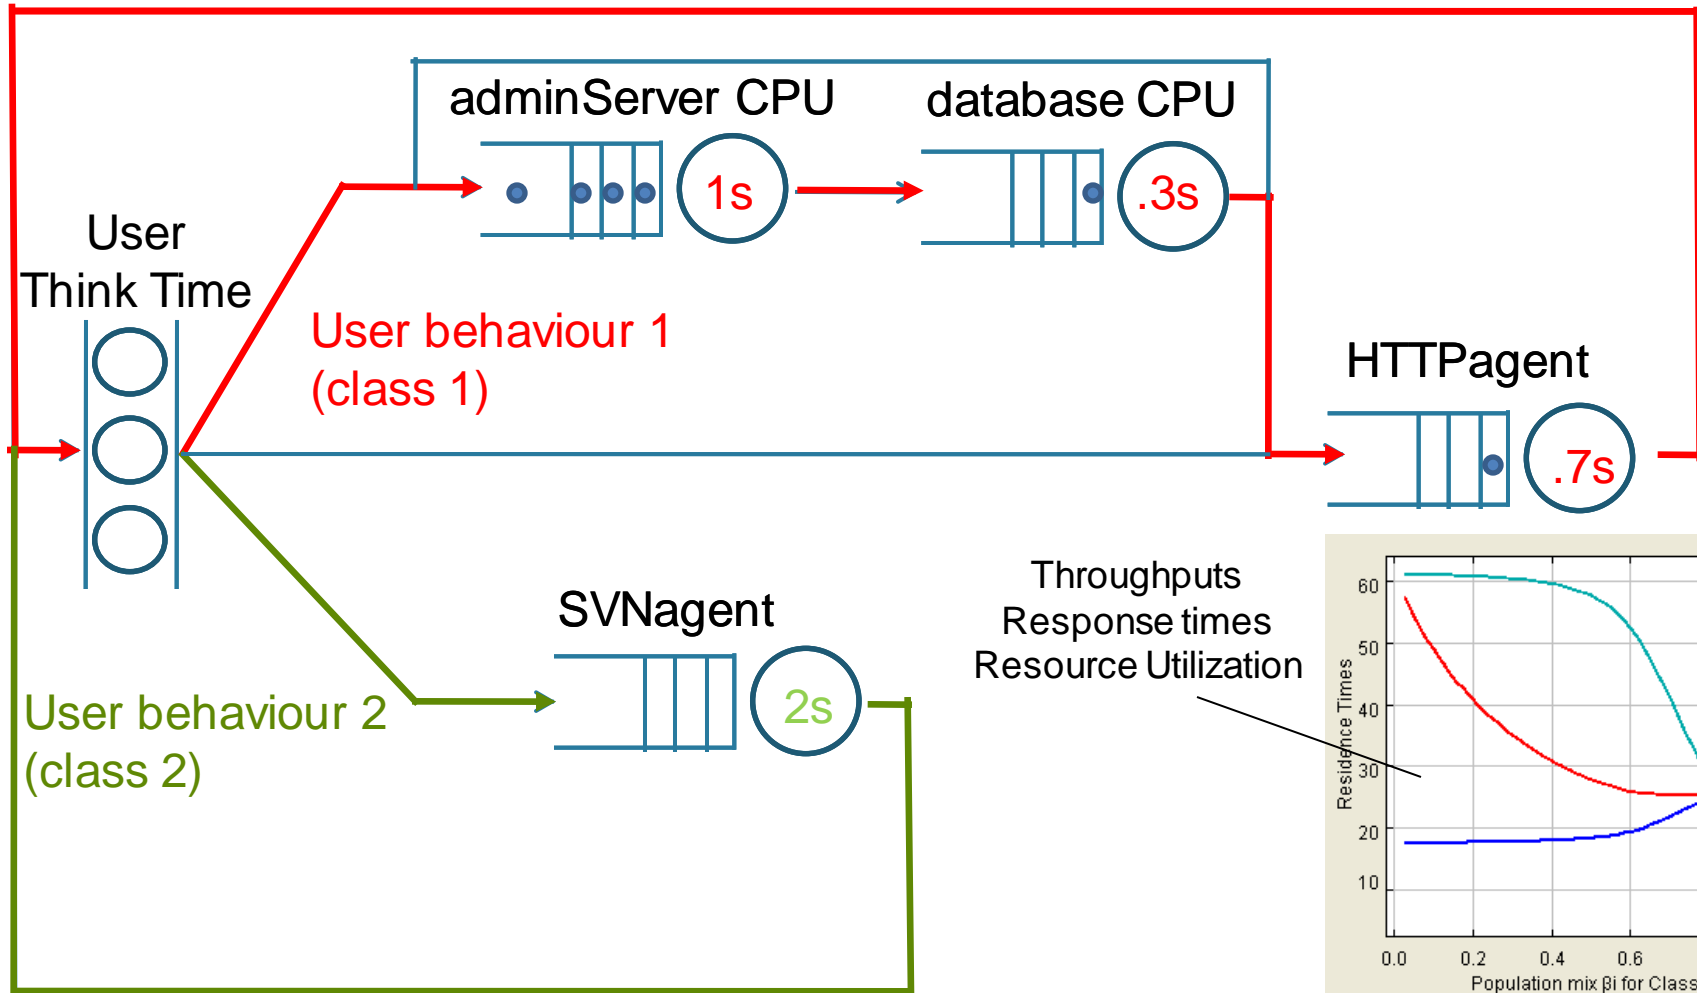 adminServer CPU
database CPU
1s
.3s
User
Think Time
User behaviour 1
(class 1)
HTTPagent
.7s
SVNagent
2s
User behaviour 2
(class 2)
Throughputs
Response times
Resource Utilization
Residence Times
60
50
40
30
20
10
0.0
0.2
0.4
0.6
Population mix βi for Class